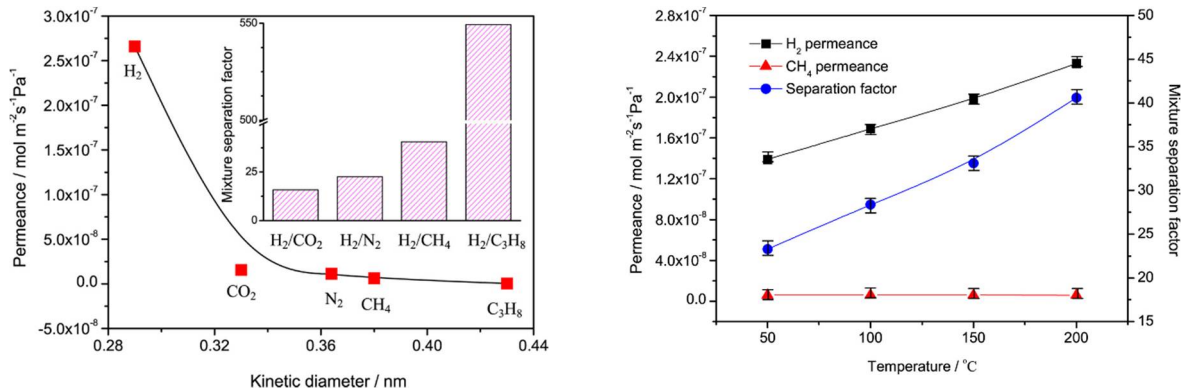 3.0x10⁻⁷
2.5x10⁻⁷
2.0x10⁻⁷
1.5x10⁻⁷
1.0x10⁻⁷
5.0x10⁻⁸
0.0
-5.0x10⁻⁸
Permeance / mol m⁻²s⁻¹Pa⁻¹
0.28 0.32 0.36 0.40 0.44
Kinetic diameter / nm
H₂
CO₂
N₂
CH₄
C₃H₈
550
500
25
0
Mixture separation factor
H₂/CO₂ H₂/N₂ H₂/CH₄ H₂/C₃H₈
2.8x10⁻⁷
2.4x10⁻⁷
2.0x10⁻⁷
1.6x10⁻⁷
1.2x10⁻⁷
8.0x10⁻⁸
4.0x10⁻⁸
0.0
Permeance / mol m⁻²s⁻¹Pa⁻¹
H₂ permeance
CH₄ permeance
Separation factor
50 100 150 200
Temperature / °C
50
45
40
35
30
25
20
15
Mixture separation factor